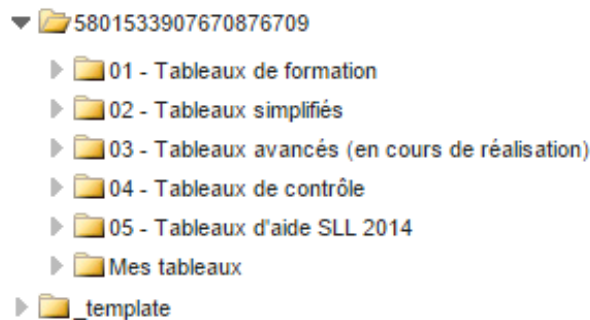 5801533907670876709
01 - Tableaux de formation
02 - Tableaux simplifiés
03 - Tableaux avancés (en cours de réalisation)
04 - Tableaux de contrôle
05 - Tableaux d'aide SLL 2014
Mes tableaux
_template